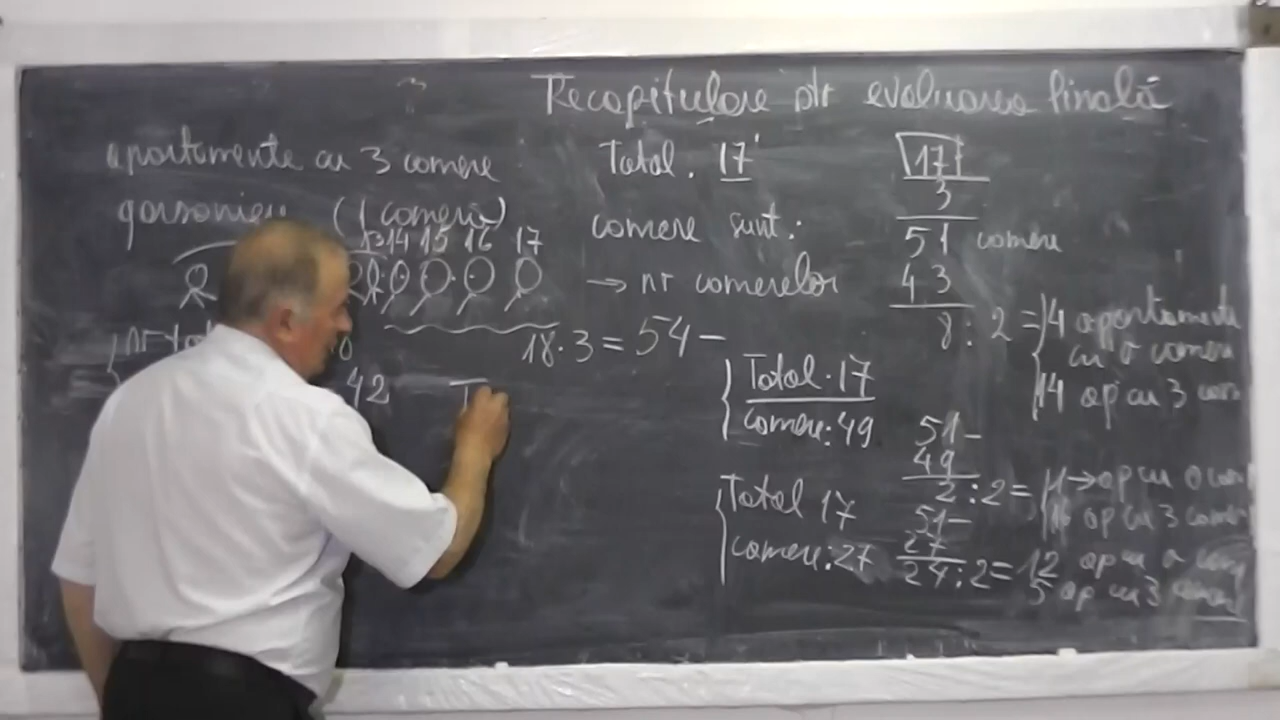 Recapitulare ptr evaluarea finală
apartamente cu 3 camere
garsoniere (1 cameră)
13 14 15 16 17
42
18·3=54-
Total. 17
camere sunt:
→ nr camerelor
Total·17
camere:49
Total 17
camere:27
17
3
51 camere
43
8:2=4 apartamente
cu o cameră
14 ap cu 3 cam
51-
49
2:2=1→ap cu o cam
16 ap cu 3 camere
51-
27
24:2=12 ap cu o cam
5 ap cu 3 camere